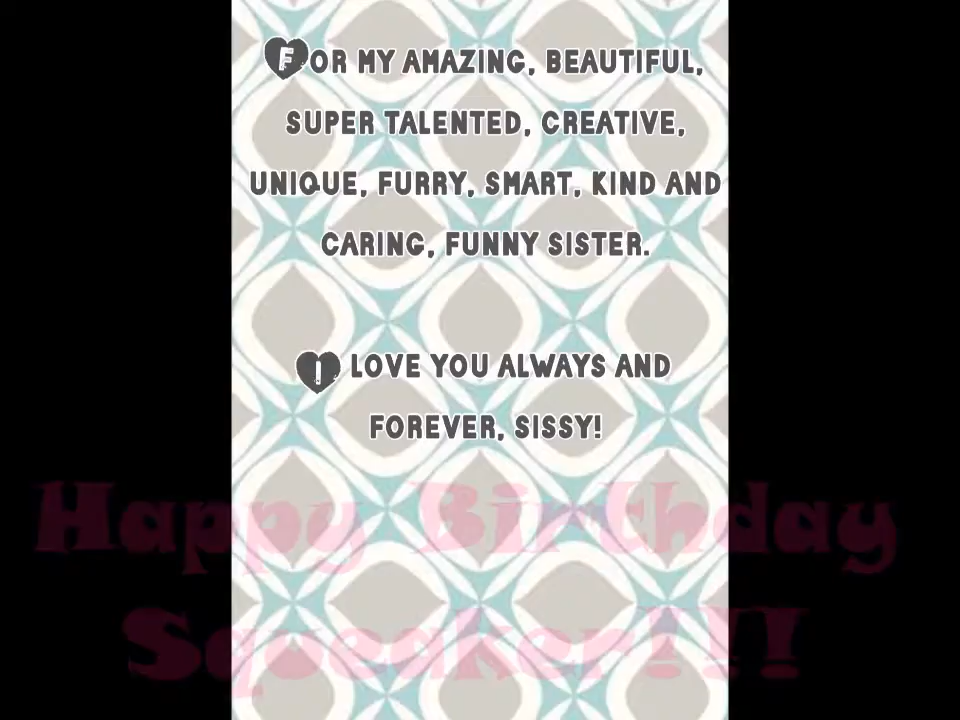 FOR MY AMAZING, BEAUTIFUL,
SUPER TALENTED, CREATIVE,
UNIQUE, FURRY, SMART, KIND AND
CARING, FUNNY SISTER.
I LOVE YOU ALWAYS AND
FOREVER, SISSY!
Happy Birthday
Squeaker!!!